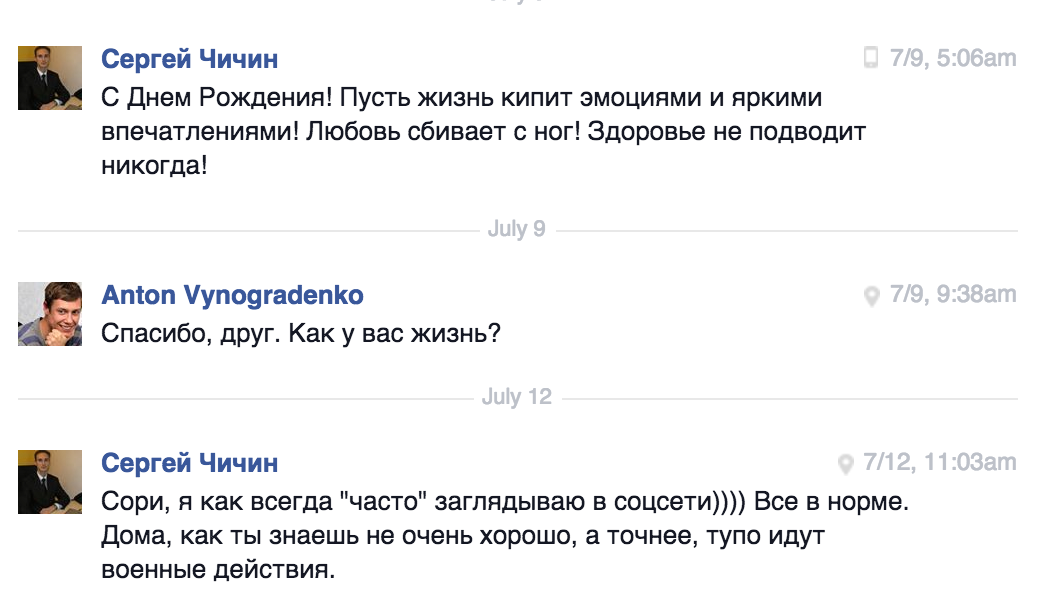 Сергей Чичин 7/9, 5:06am
С Днем Рождения! Пусть жизнь кипит эмоциями и яркими
впечатлениями! Любовь сбивает с ног! Здоровье не подводит
никогда!
July 9
Anton Vynogradenko 7/9, 9:38am
Спасибо, друг. Как у вас жизнь?
July 12
Сергей Чичин 7/12, 11:03am
Сори, я как всегда "часто" заглядываю в соцсети)))) Все в норме.
Дома, как ты знаешь не очень хорошо, а точнее, тупо идут
военные действия.